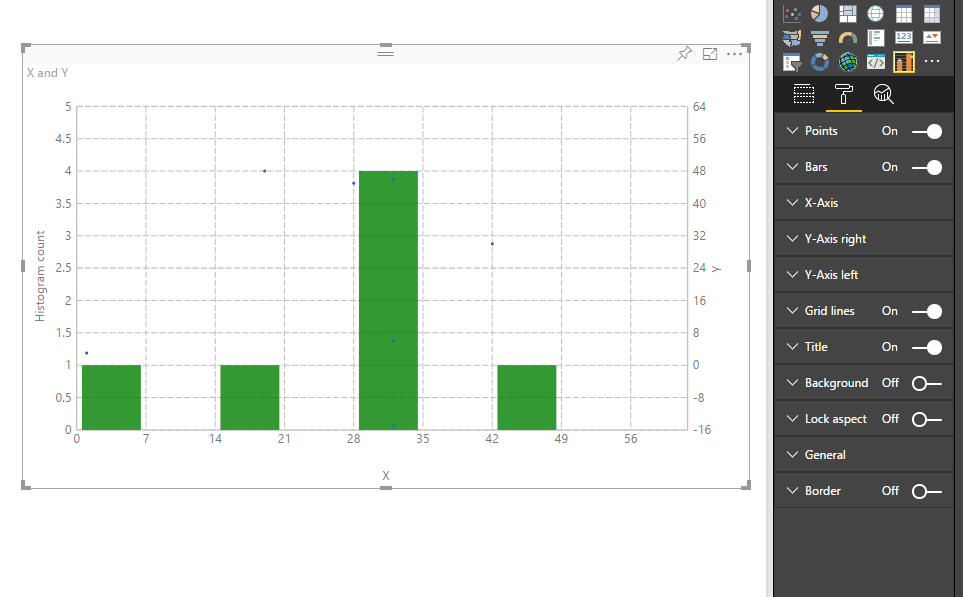 X and Y
5
4.5
4
3.5
3
2.5
2
1.5
1
0.5
0
Histogram count
0 7 14 21 28 35 42 49 56
X
64
56
48
40
32
24
16
8
0
-8
-16
Y
123
Points On
Bars On
X-Axis
Y-Axis right
Y-Axis left
Grid lines On
Title On
Background Off
Lock aspect Off
General
Border Off